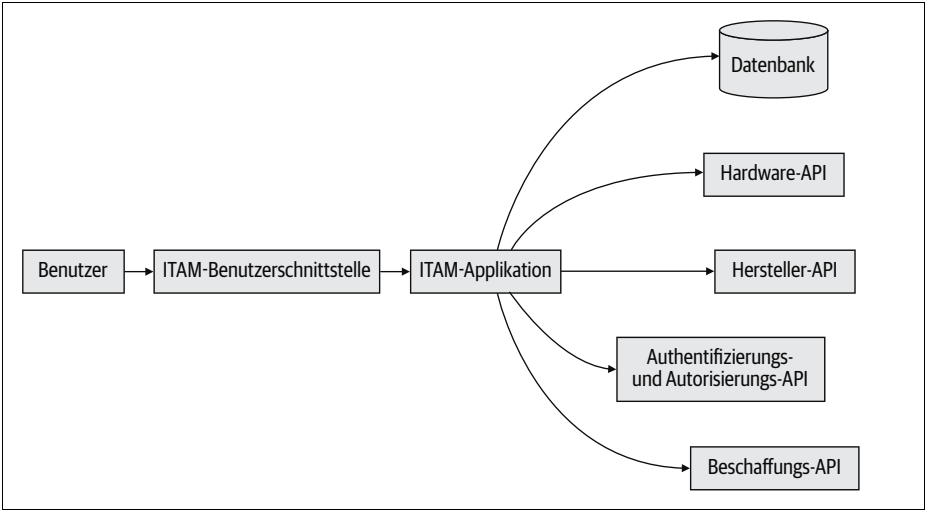 Datenbank
Hardware-API
Benutzer
ITAM-Benutzerschnittstelle
ITAM-Applikation
Hersteller-API
Authentifizierungs-
und Autorisierungs-API
Beschaffungs-API